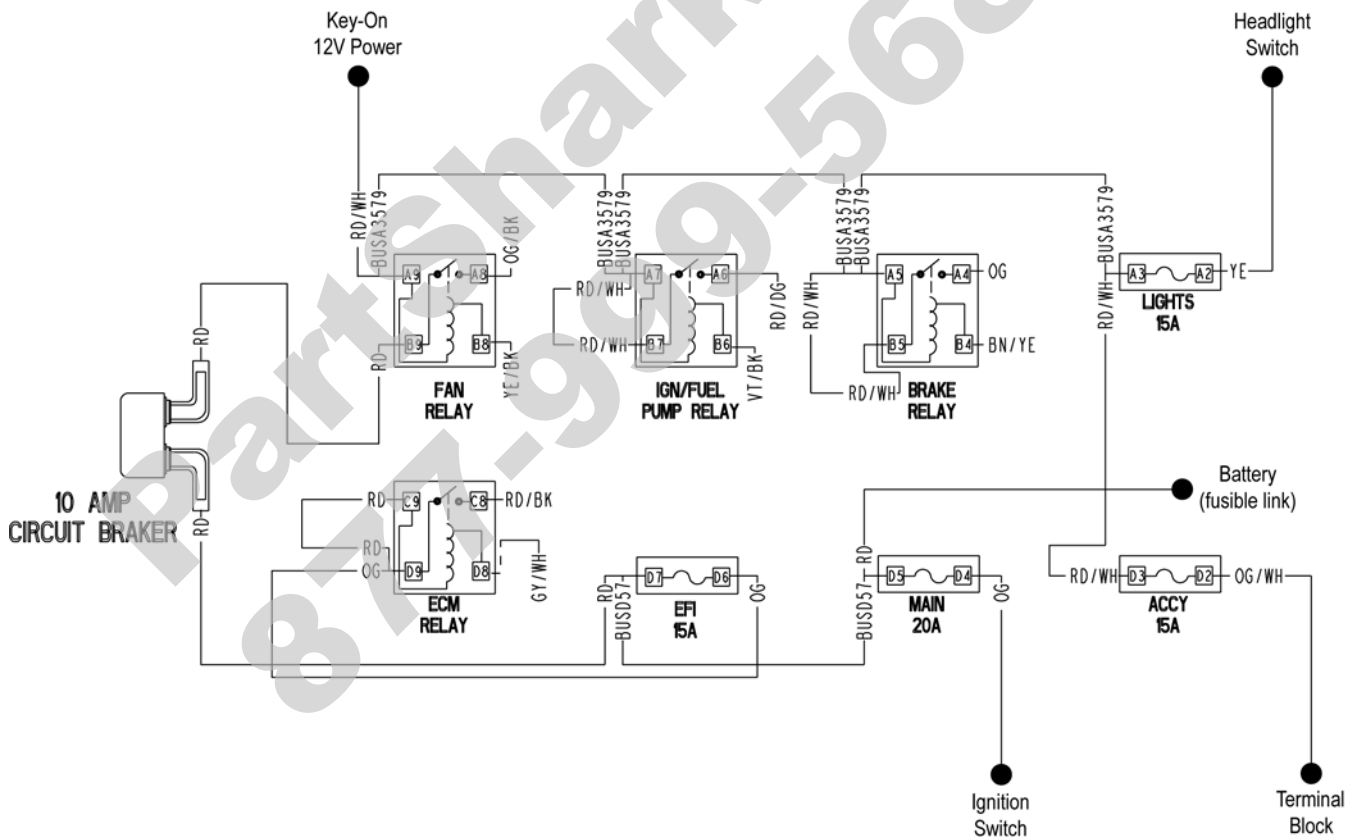 Key-On
12V Power
Headlight
Switch
RD/WH
BUSA3579
OG/BK
BUSA3579
BUSA3579
BUSA3579
BUSA3579
BUSA3579
A9
A8
A7
A6
A5
A4
OG
A3
A2
YE
RD/WH
RD/DG
RD/WH
RD/WH
LIGHTS
15A
RD
RD
B9
B8
YE/BK
RD/WH
B7
B6
VT/BK
B5
B4
BN/YE
RD/WH
FAN
RELAY
IGN/FUEL
PUMP RELAY
BRAKE
RELAY
10 AMP
CIRCUIT BRAKER
RD
RD
C9
C8
RD/BK
Battery
(fusible link)
RD
OG
D9
D8
GY/WH
ECM
RELAY
RD
BUSD57
D7
D6
OG
EFI
15A
RD
BUSD57
D5
D4
OG
MAIN
20A
RD/WH
D3
D2
OG/WH
ACCY
15A
Ignition
Switch
Terminal
Block